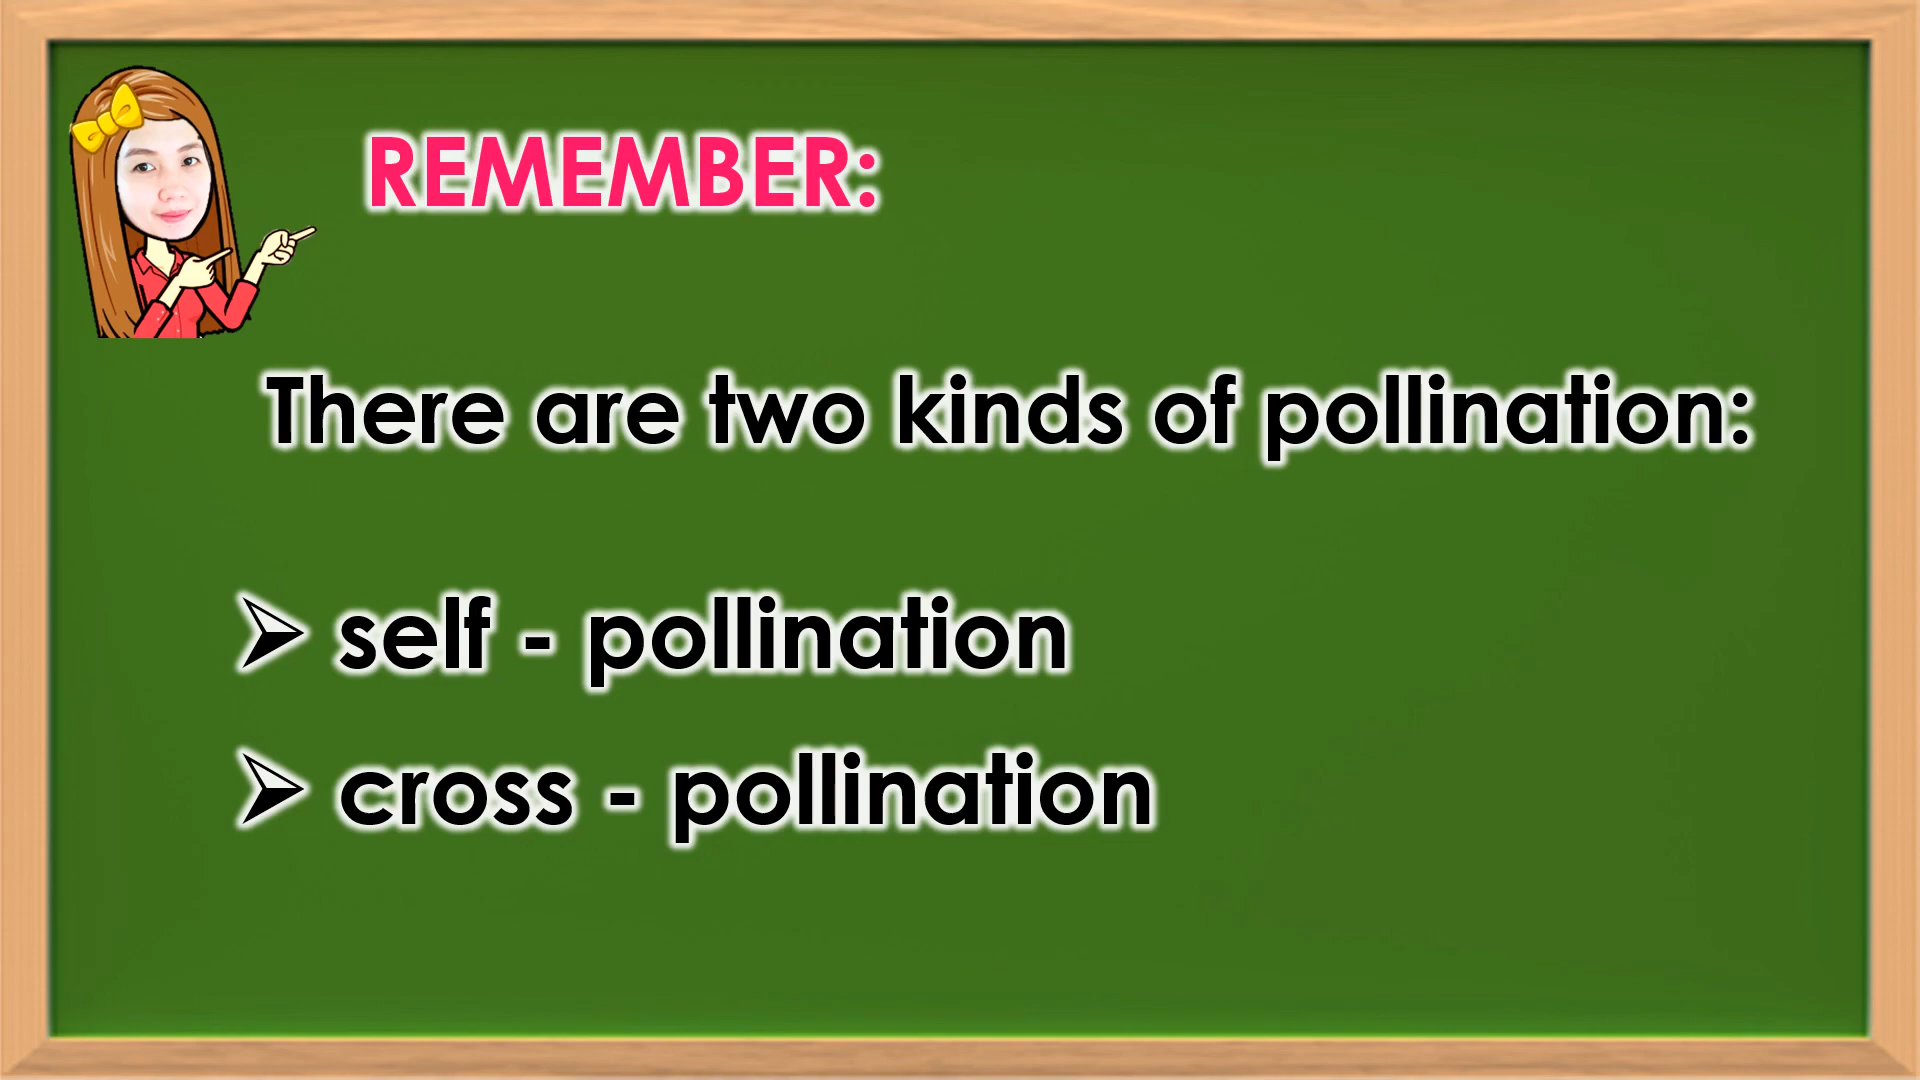 REMEMBER:
There are two kinds of pollination:
➢ self - pollination
➢ cross - pollination